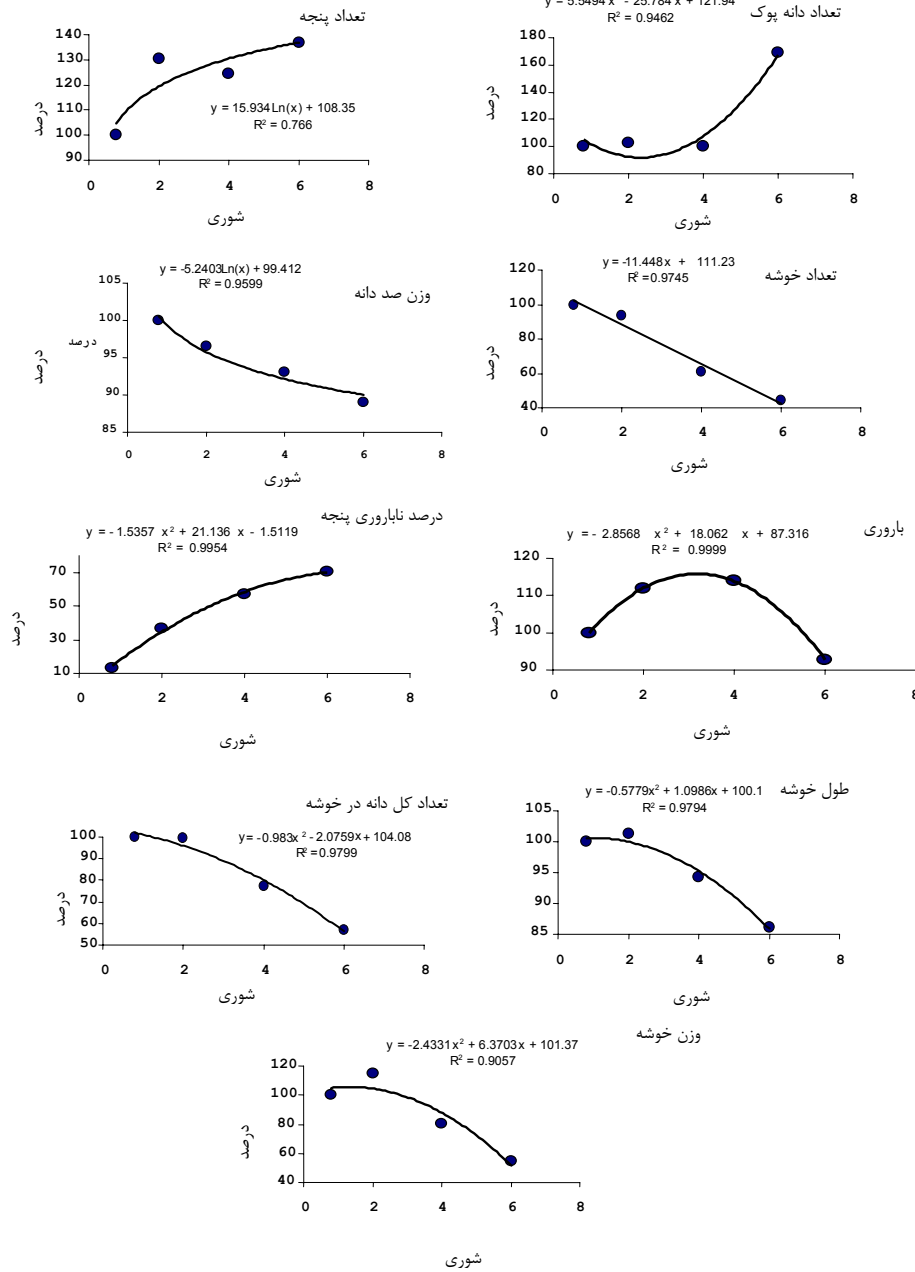 تعداد پنجه
140
130
120
110
100
90
درصد
y = 15.934Ln(x) + 108.35
R² = 0.766
0 2 4 6 8
شوری
y = 5.5494 x² - 25.784 x + 121.94
R² = 0.9462
تعداد دانه پوک
180
160
140
120
100
80
درصد
0 2 4 6 8
شوری
y = -5.2403Ln(x) + 99.412
R² = 0.9599
وزن صد دانه
105
100
95
90
85
درصد
درصد
0 2 4 6 8
شوری
y = -11.448x + 111.23
R² = 0.9745
تعداد خوشه
120
100
80
60
40
درصد
0 2 4 6 8
شوری
درصد ناباروری پنجه
y = - 1.5357 x² + 21.136 x - 1.5119
R² = 0.9954
70
50
30
10
درصد
0 2 4 6 8
شوری
باروری
y = - 2.8568 x² + 18.062 x + 87.316
R² = 0.9999
120
110
100
90
درصد
0 2 4 6 8
شوری
تعداد کل دانه در خوشه
y = -0.983x² - 2.0759x + 104.08
R² = 0.9799
100
90
80
70
60
50
درصد
0 2 4 6 8
شوری
طول خوشه
y = -0.5779x² + 1.0986x + 100.1
R² = 0.9794
105
100
95
90
85
درصد
0 2 4 6 8
شوری
وزن خوشه
y = -2.4331x² + 6.3703x + 101.37
R² = 0.9057
120
100
80
60
40
درصد
0 2 4 6 8
شوری